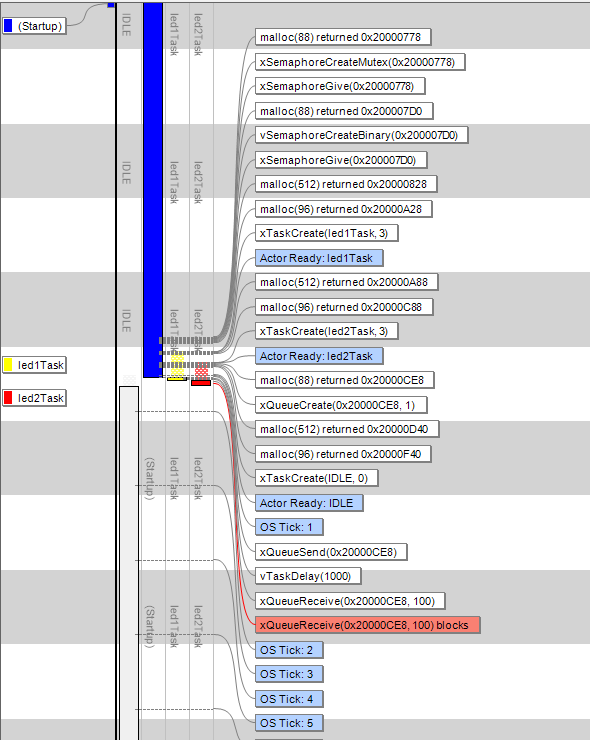 (Startup)
IDLE
led1Task
led2Task
malloc(88) returned 0x20000778
xSemaphoreCreateMutex(0x20000778)
xSemaphoreGive(0x20000778)
malloc(88) returned 0x200007D0
IDLE
led1Task
led2Task
vSemaphoreCreateBinary(0x200007D0)
xSemaphoreGive(0x200007D0)
malloc(512) returned 0x20000828
malloc(96) returned 0x20000A28
xTaskCreate(led1Task, 3)
Actor Ready: led1Task
malloc(512) returned 0x20000A88
IDLE
led1Task
led2Task
malloc(96) returned 0x20000C88
xTaskCreate(led2Task, 3)
Actor Ready: led2Task
led1Task
malloc(88) returned 0x20000CE8
led2Task
xQueueCreate(0x20000CE8, 1)
malloc(512) returned 0x20000D40
malloc(96) returned 0x20000F40
(Startup)
led1Task
led2Task
xTaskCreate(IDLE, 0)
Actor Ready: IDLE
OS Tick: 1
xQueueSend(0x20000CE8)
vTaskDelay(1000)
xQueueReceive(0x20000CE8, 100)
(Startup)
led1Task
led2Task
xQueueReceive(0x20000CE8, 100) blocks
OS Tick: 2
OS Tick: 3
OS Tick: 4
OS Tick: 5